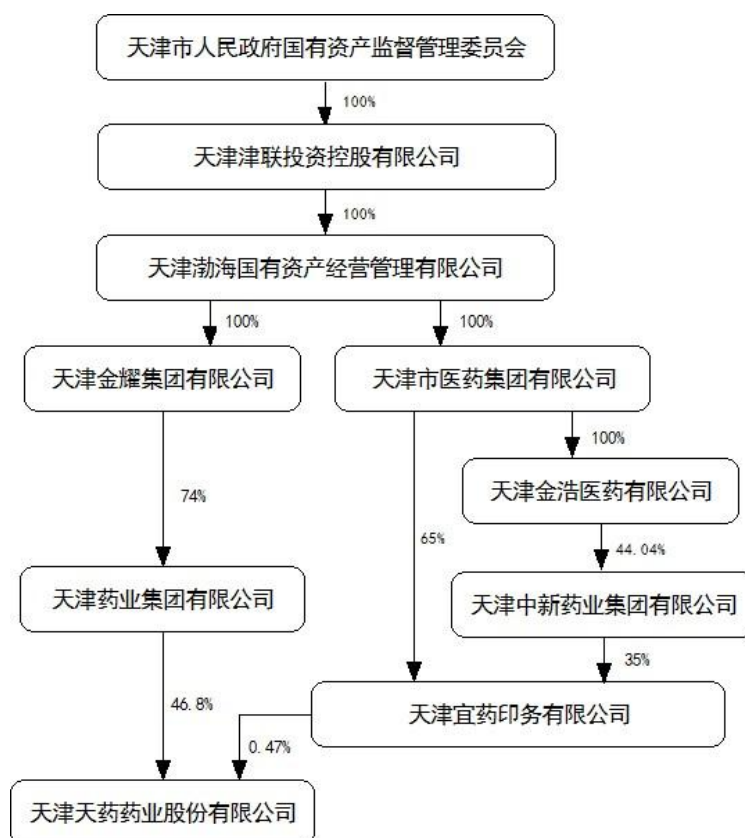 天津市人民政府国有资产监督管理委员会
100%
天津津联投资控股有限公司
100%
天津渤海国有资产经营管理有限公司
100%
100%
天津金耀集团有限公司
天津市医药集团有限公司
100%
天津金浩医药有限公司
74%
65%
44.04%
天津药业集团有限公司
天津中新药业集团有限公司
35%
46.8%
天津宜药印务有限公司
0.47%
天津天药药业股份有限公司